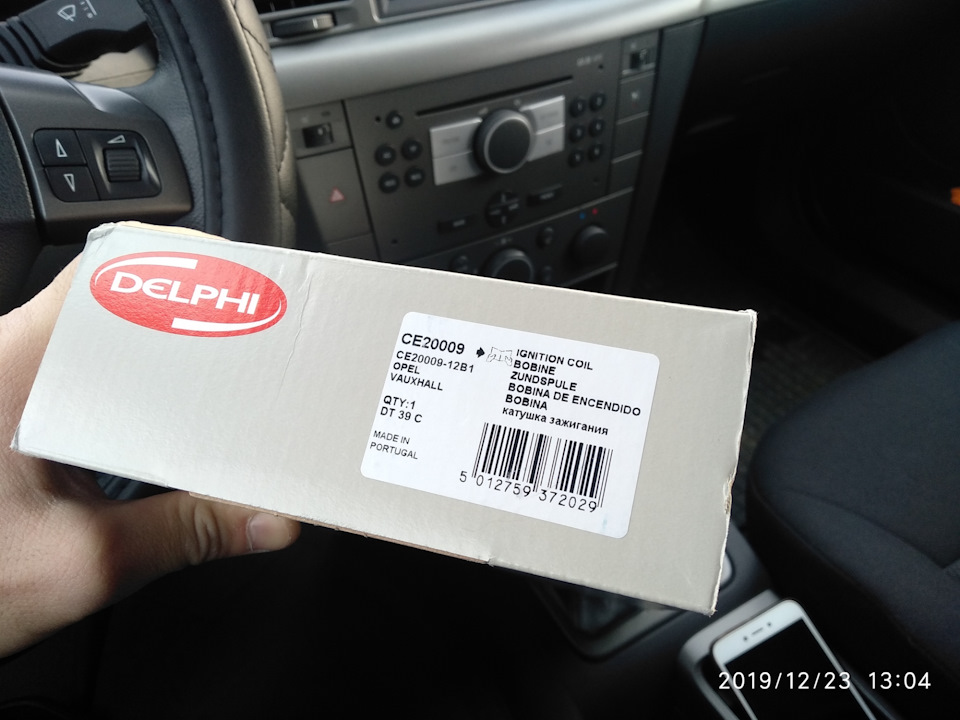 DELPHI
CE20009
CE20009-12B1
OPEL
VAUXHALL
QTY:1
DT 39 C
MADE IN
PORTUGAL
IGNITION COIL
BOBINE
ZUNDSPULE
BOBINA DE ENCENDIDO
BOBINA
катушка зажигания
5 012759 372029
2019/12/23 13:04